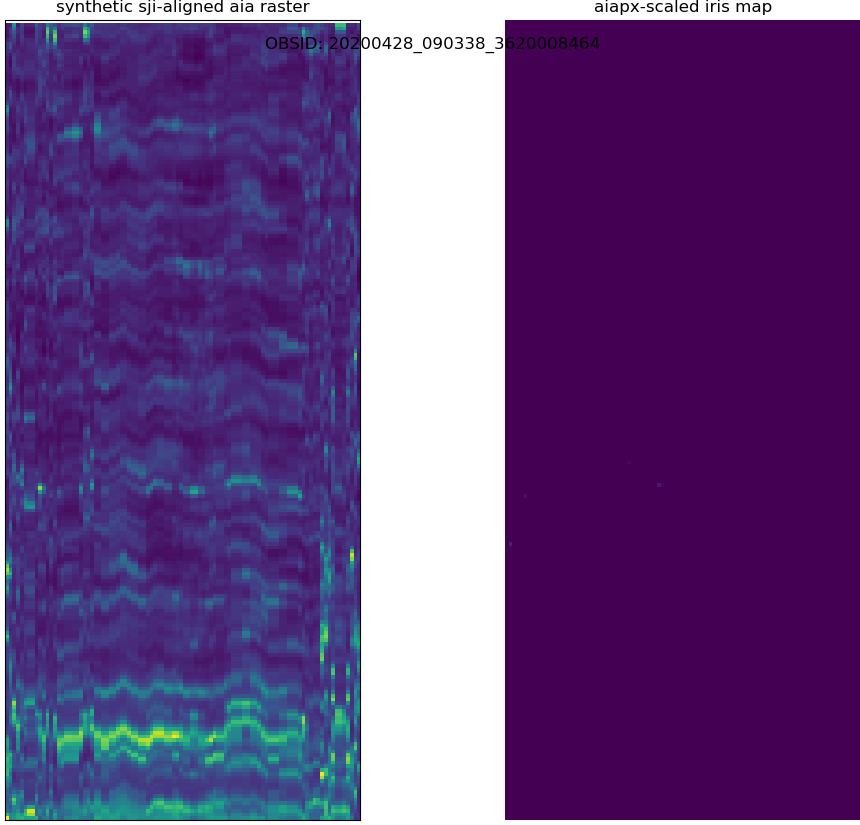 synthetic sji-aligned aia raster
aiapx-scaled iris map
OBSID: 20200428_090338_3620008464